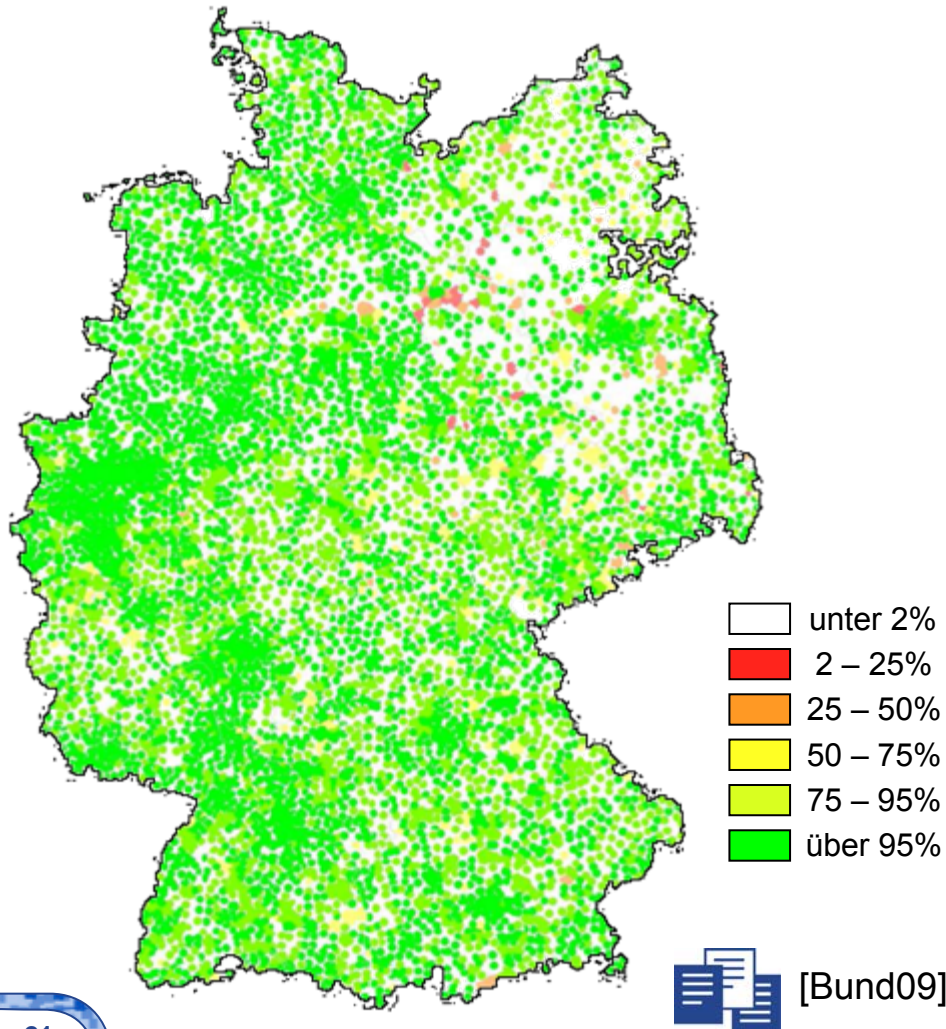 unter 2%
2 – 25%
25 – 50%
50 – 75%
75 – 95%
über 95%
[Bund09]